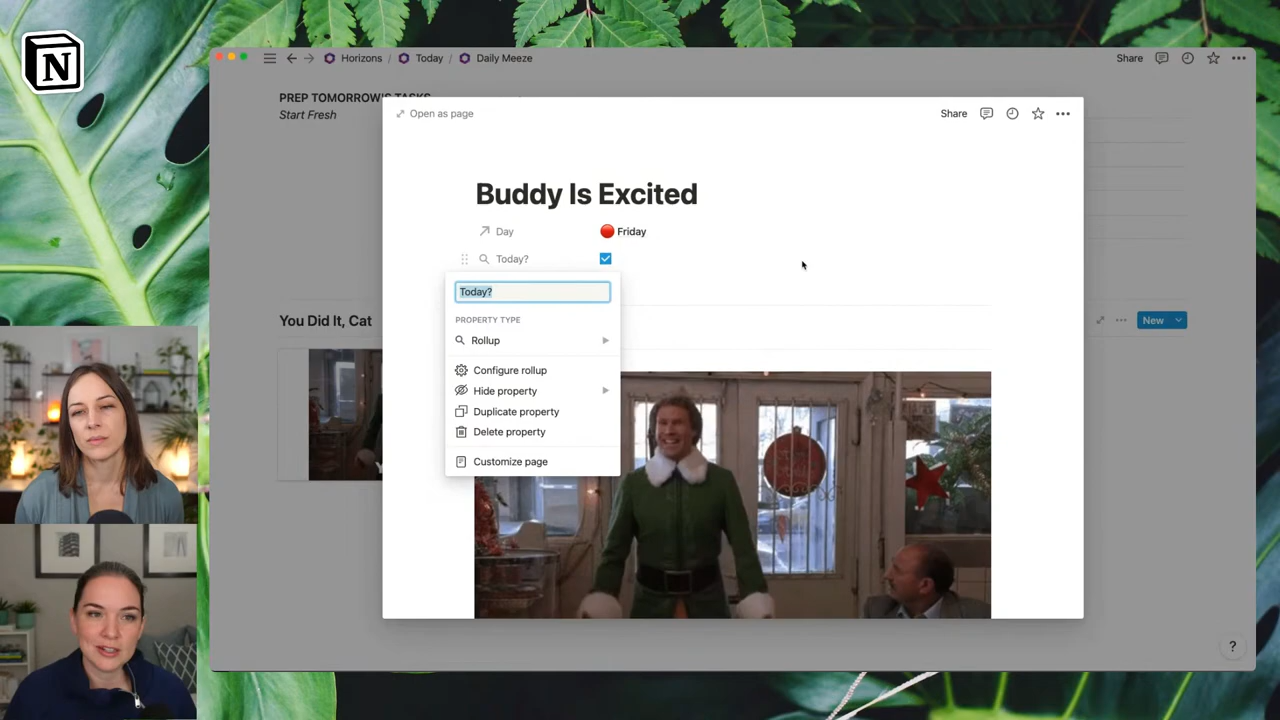 N
Horizons / Today / Daily Meeze
Share
PREP TOMORROW'S TASKS
Start Fresh
Open as page
Share
Buddy Is Excited
Day
Friday
Today?
Today?
PROPERTY TYPE
Rollup
Configure rollup
Hide property
Duplicate property
Delete property
Customize page
You Did It, Cat
New
?